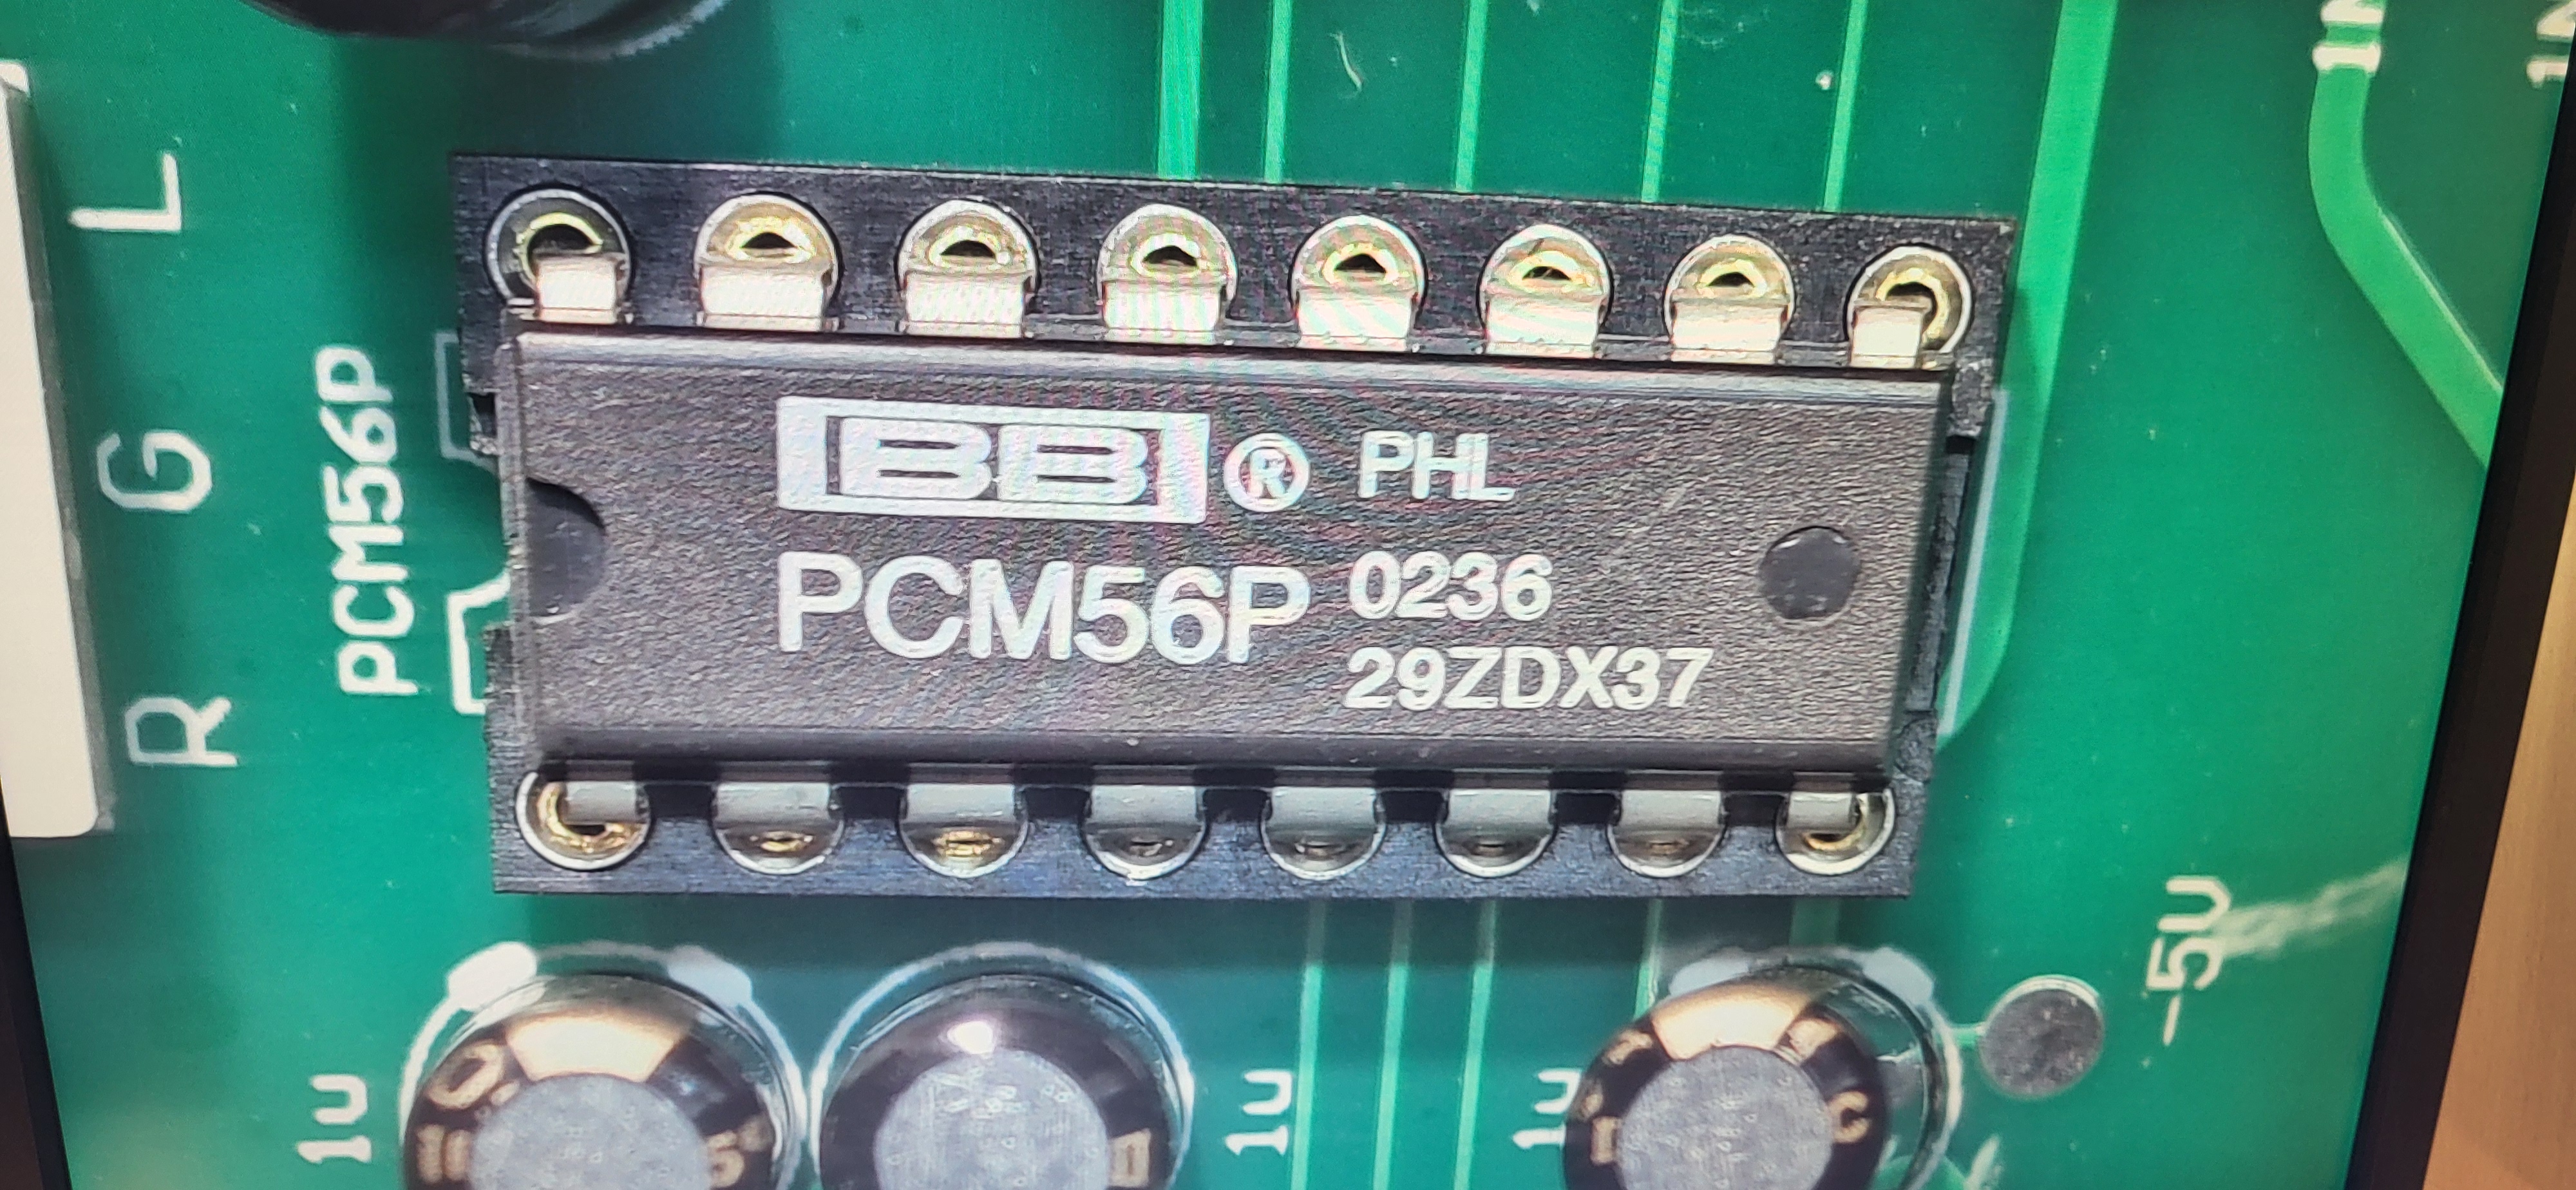 L
G
R
PCM56P
BB ® PHL
PCM56P 0236
29ZDX37
-5V
1U
1U
1U